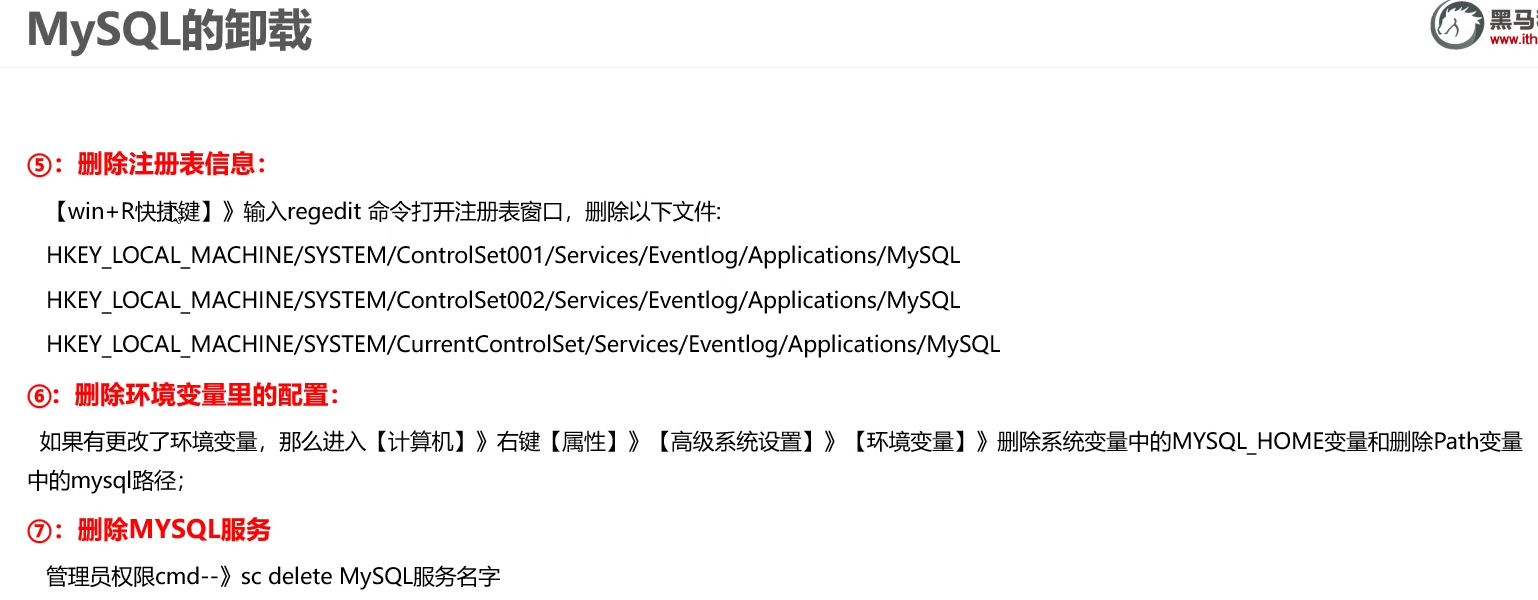 MySQL的卸载
黑马
www.ith
⑤：删除注册表信息：
【win+R快捷键】》输入regedit 命令打开注册表窗口，删除以下文件:
HKEY_LOCAL_MACHINE/SYSTEM/ControlSet001/Services/Eventlog/Applications/MySQL
HKEY_LOCAL_MACHINE/SYSTEM/ControlSet002/Services/Eventlog/Applications/MySQL
HKEY_LOCAL_MACHINE/SYSTEM/CurrentControlSet/Services/Eventlog/Applications/MySQL
⑥：删除环境变量里的配置：
如果有更改了环境变量，那么进入【计算机】》右键【属性】》【高级系统设置】》【环境变量】》删除系统变量中的MYSQL_HOME变量和删除Path变量
中的mysql路径；
⑦：删除MYSQL服务
管理员权限cmd--》sc delete MySQL服务名字